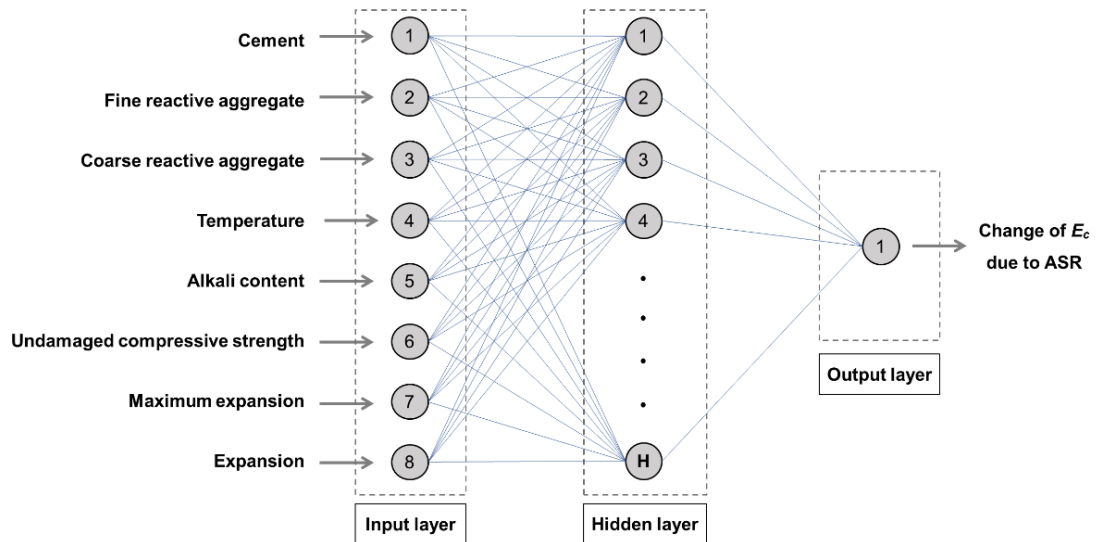 Cement
1
1
Fine reactive aggregate
2
2
Coarse reactive aggregate
3
3
Temperature
4
4
Alkali content
5
Undamaged compressive strength
6
Maximum expansion
7
Expansion
8
H
Input layer
Hidden layer
1
Output layer
Change of E_c
due to ASR